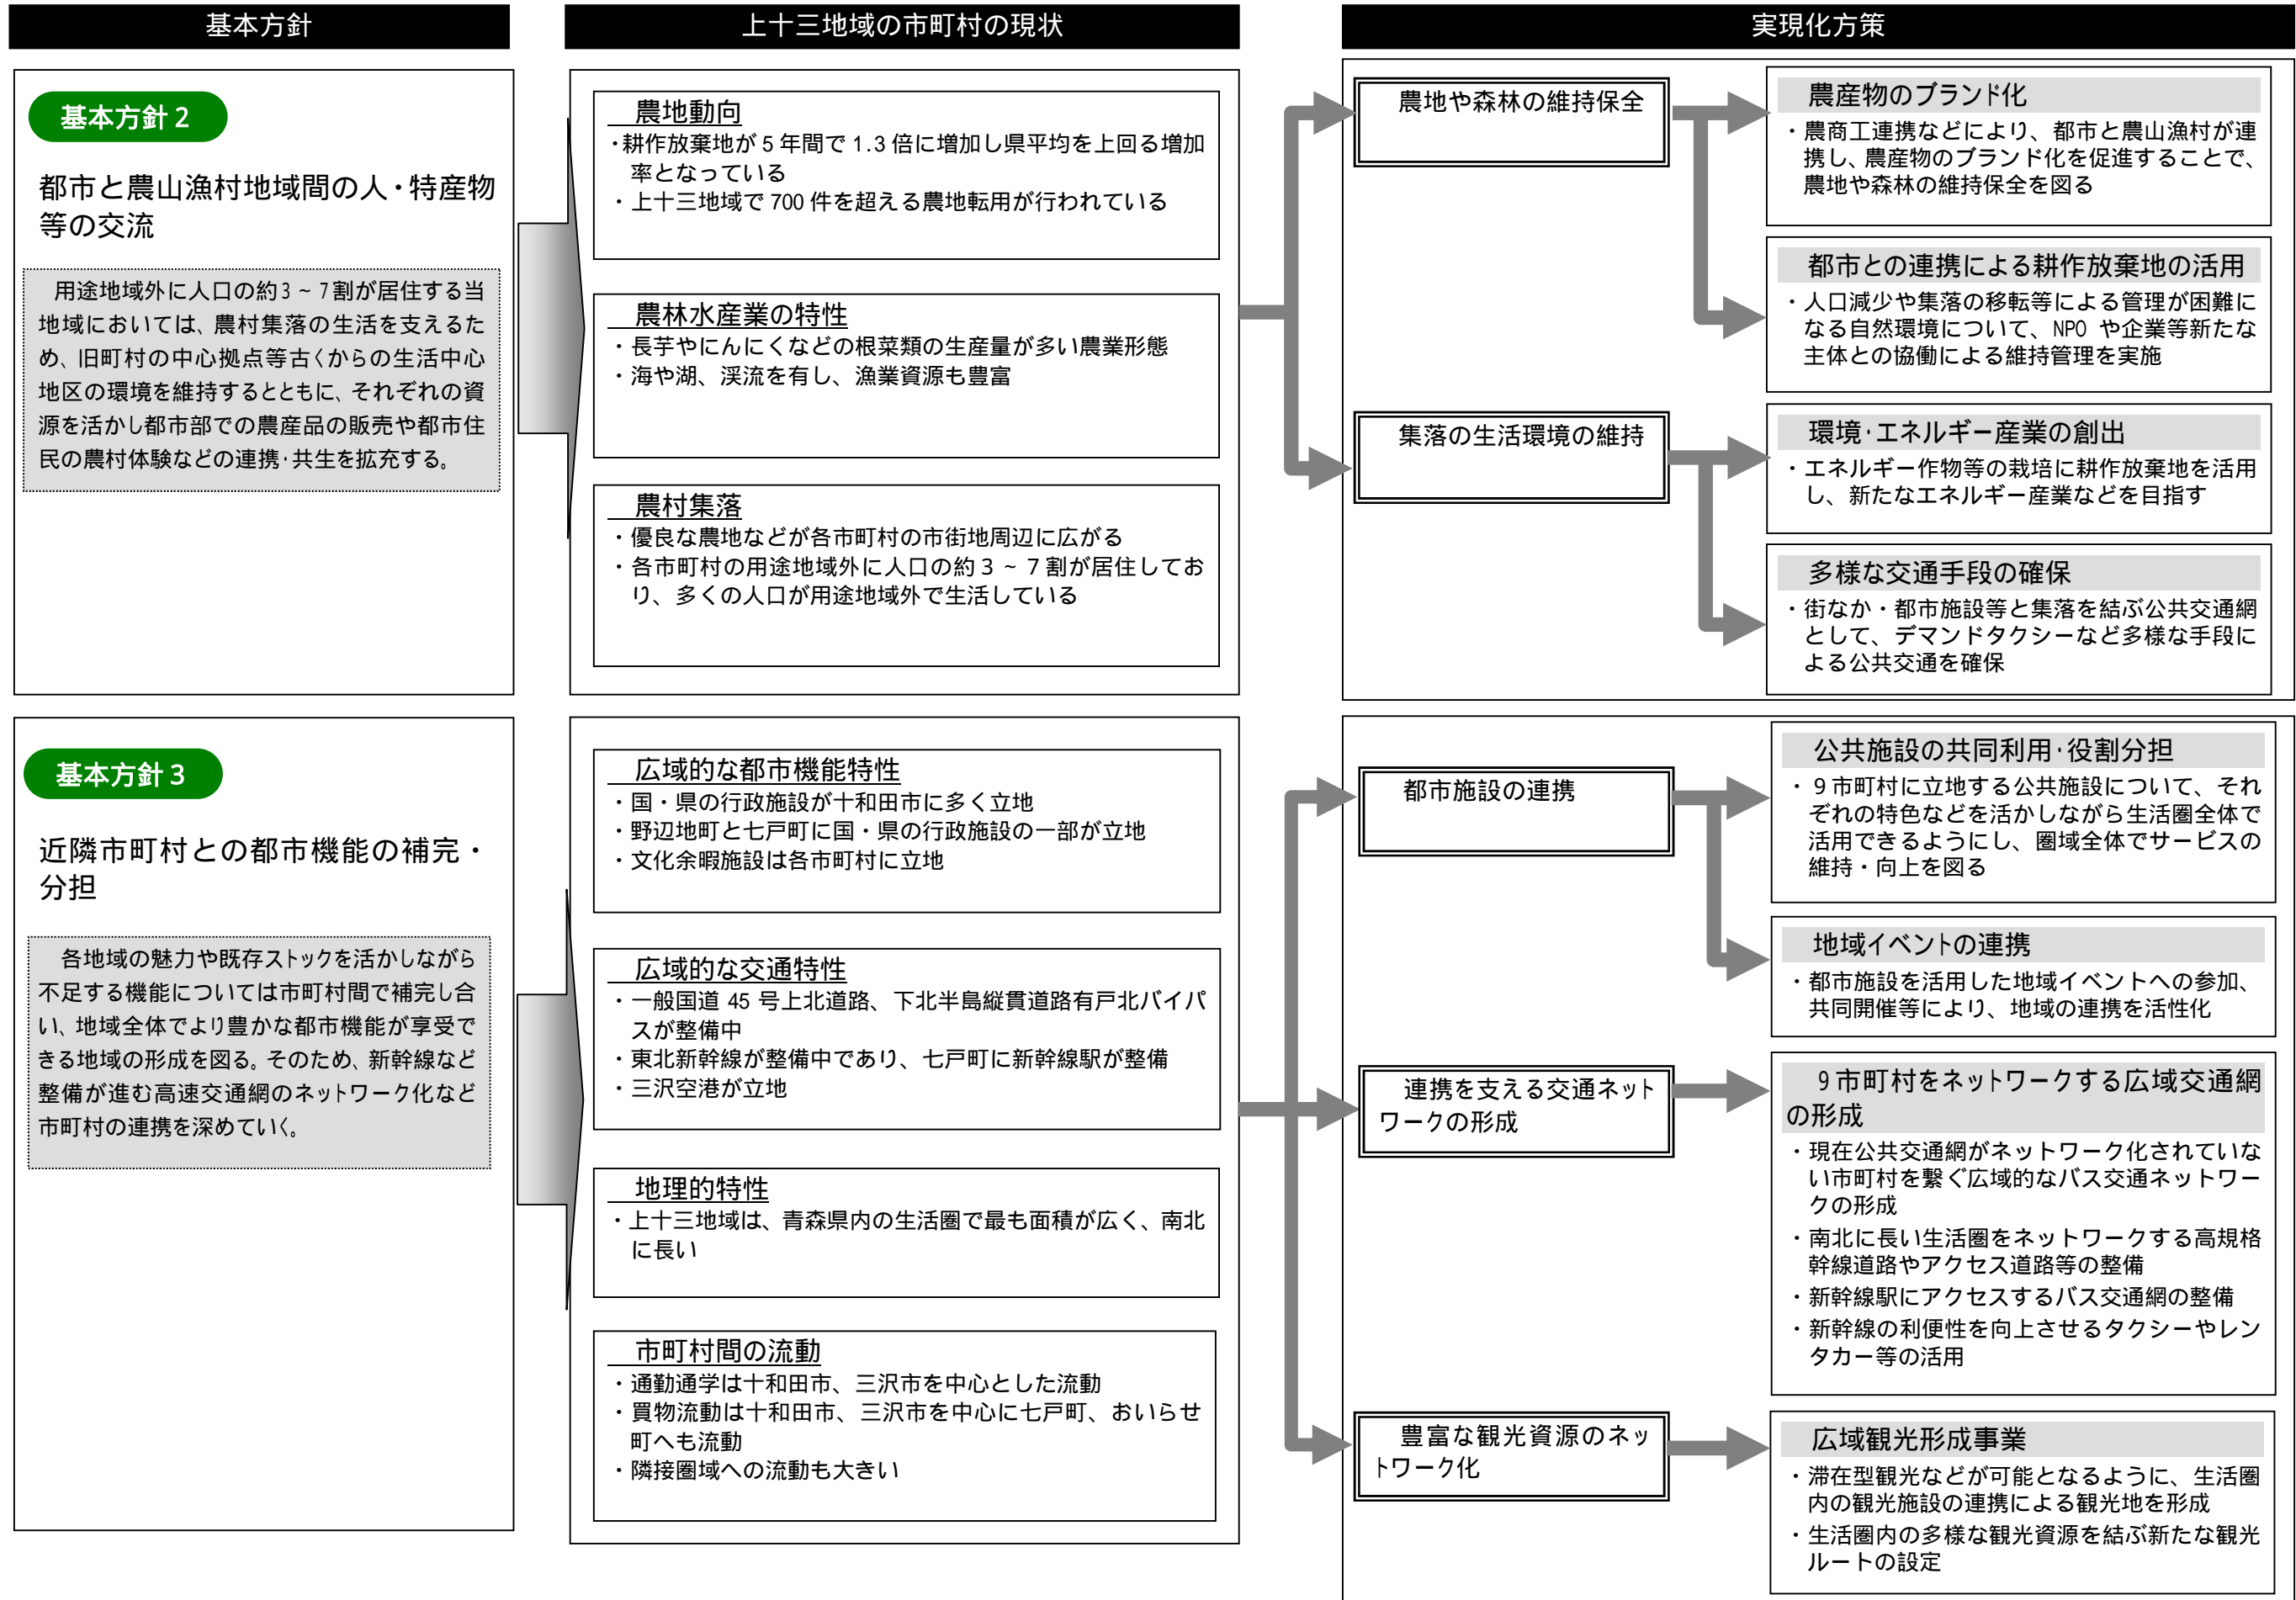 基本方針
上十三地域の市町村の現状
実現化方策
基本方針2
都市と農山漁村地域間の人・特産物
等の交流
用途地域外に人口の約3~7割が居住する当
地域においては、農村集落の生活を支えるた
め、旧町村の中心拠点等古くからの生活中心
地区の環境を維持するとともに、それぞれの資
源を活かし都市部での農産品の販売や都市住
民の農村体験などの連携・共生を拡充する。
農地動向
・耕作放棄地が5年間で1.3倍に増加し県平均を上回る増加
率となっている
・上十三地域で700件を超える農地転用が行われている
農林水産業の特性
・長芋やにんにくなどの根菜類の生産量が多い農業形態
・海や湖、渓流を有し、漁業資源も豊富
農村集落
・優良な農地などが各市町村の市街地周辺に広がる
・各市町村の用途地域外に人口の約3~7割が居住してお
り、多くの人口が用途地域外で生活している
農地や森林の維持保全
農産物のブランド化
・農商工連携などにより、都市と農山漁村が連
携し、農産物のブランド化を促進することで、
農地や森林の維持保全を図る
都市との連携による耕作放棄地の活用
・人口減少や集落の移転等による管理が困難に
なる自然環境について、NPO や企業等新たな
主体との協働による維持管理を実施
集落の生活環境の維持
環境・エネルギー産業の創出
・エネルギー作物等の栽培に耕作放棄地を活用
し、新たなエネルギー産業などを目指す
多様な交通手段の確保
・街なか・都市施設等と集落を結ぶ公共交通網
として、デマンドタクシーなど多様な手段に
よる公共交通を確保
基本方針3
近隣市町村との都市機能の補完・
分担
各地域の魅力や既存ストックを活かしながら
不足する機能については市町村間で補完し合
い、地域全体でより豊かな都市機能が享受で
きる地域の形成を図る。そのため、新幹線など
整備が進む高速交通網のネットワーク化など
市町村の連携を深めていく。
広域的な都市機能特性
・国・県の行政施設が十和田市に多く立地
・野辺地町と七戸町に国・県の行政施設の一部が立地
・文化余暇施設は各市町村に立地
広域的な交通特性
・一般国道 45 号上北道路、下北半島縦貫道路有戸北バイパ
スが整備中
・東北新幹線が整備中であり、七戸町に新幹線駅が整備
・三沢空港が立地
地理的特性
・上十三地域は、青森県内の生活圏で最も面積が広く、南北
に長い
市町村間の流動
・通勤通学は十和田市、三沢市を中心とした流動
・買物流動は十和田市、三沢市を中心に七戸町、おいらせ
町へも流動
・隣接圏域への流動も大きい
都市施設の連携
公共施設の共同利用・役割分担
・9市町村に立地する公共施設について、それ
ぞれの特色などを活かしながら生活圏全体で
活用できるようにし、圏域全体でサービスの
維持・向上を図る
地域イベントの連携
・都市施設を活用した地域イベントへの参加、
共同開催等により、地域の連携を活性化
連携を支える交通ネット
ワークの形成
9市町村をネットワークする広域交通網
の形成
・現在公共交通網がネットワーク化されていな
い市町村を繋ぐ広域的なバス交通ネットワー
クの形成
・南北に長い生活圏をネットワークする高規格
幹線道路やアクセス道路等の整備
・新幹線駅にアクセスするバス交通網の整備
・新幹線の利便性を向上させるタクシーやレン
タカー等の活用
豊富な観光資源のネッ
トワーク化
広域観光形成事業
・滞在型観光などが可能となるように、生活圏
内の観光施設の連携による観光地を形成
・生活圏内の多様な観光資源を結ぶ新たな観光
ルートの設定